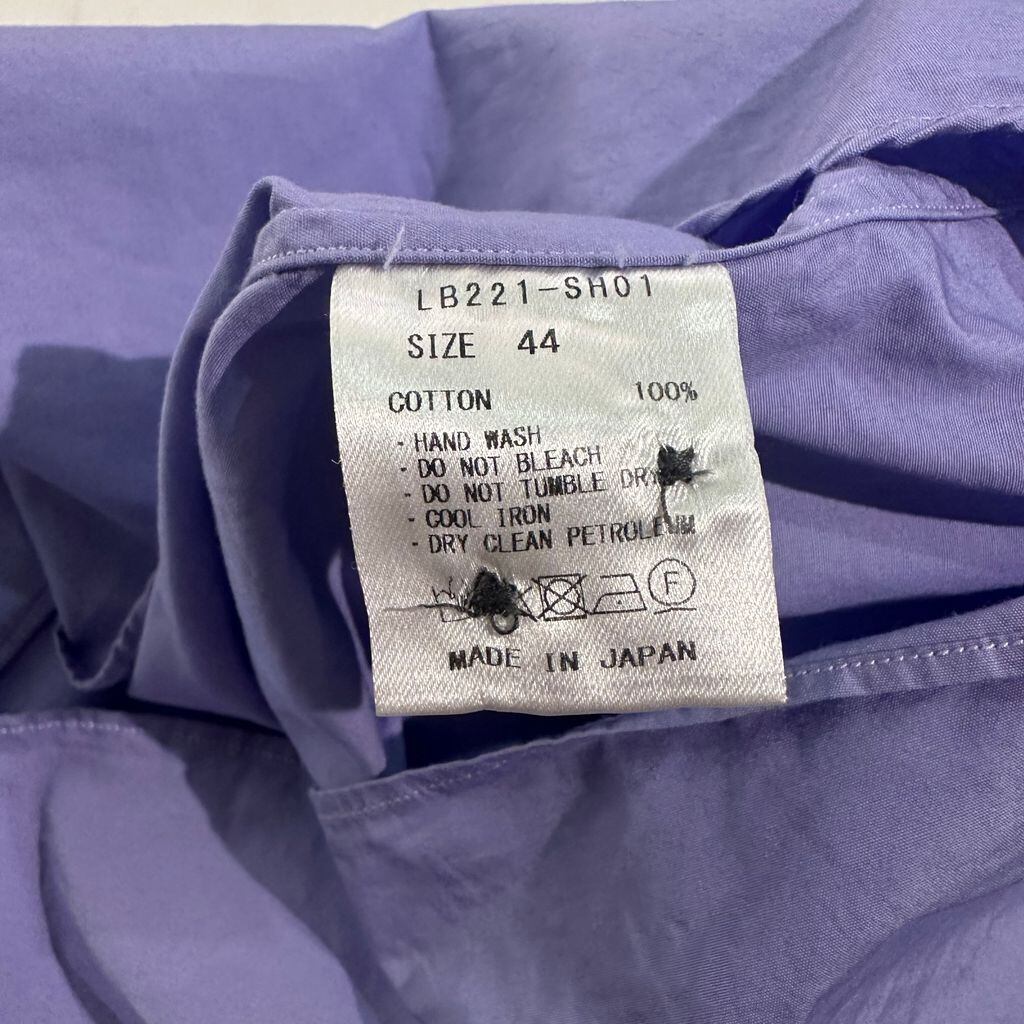 LB221-SH01
SIZE 44
COTTON 100%
· HAND WASH
· DO NOT BLEACH
· DO NOT TUMBLE DRY
· COOL IRON
· DRY CLEAN PETROLEUM
F
MADE IN JAPAN